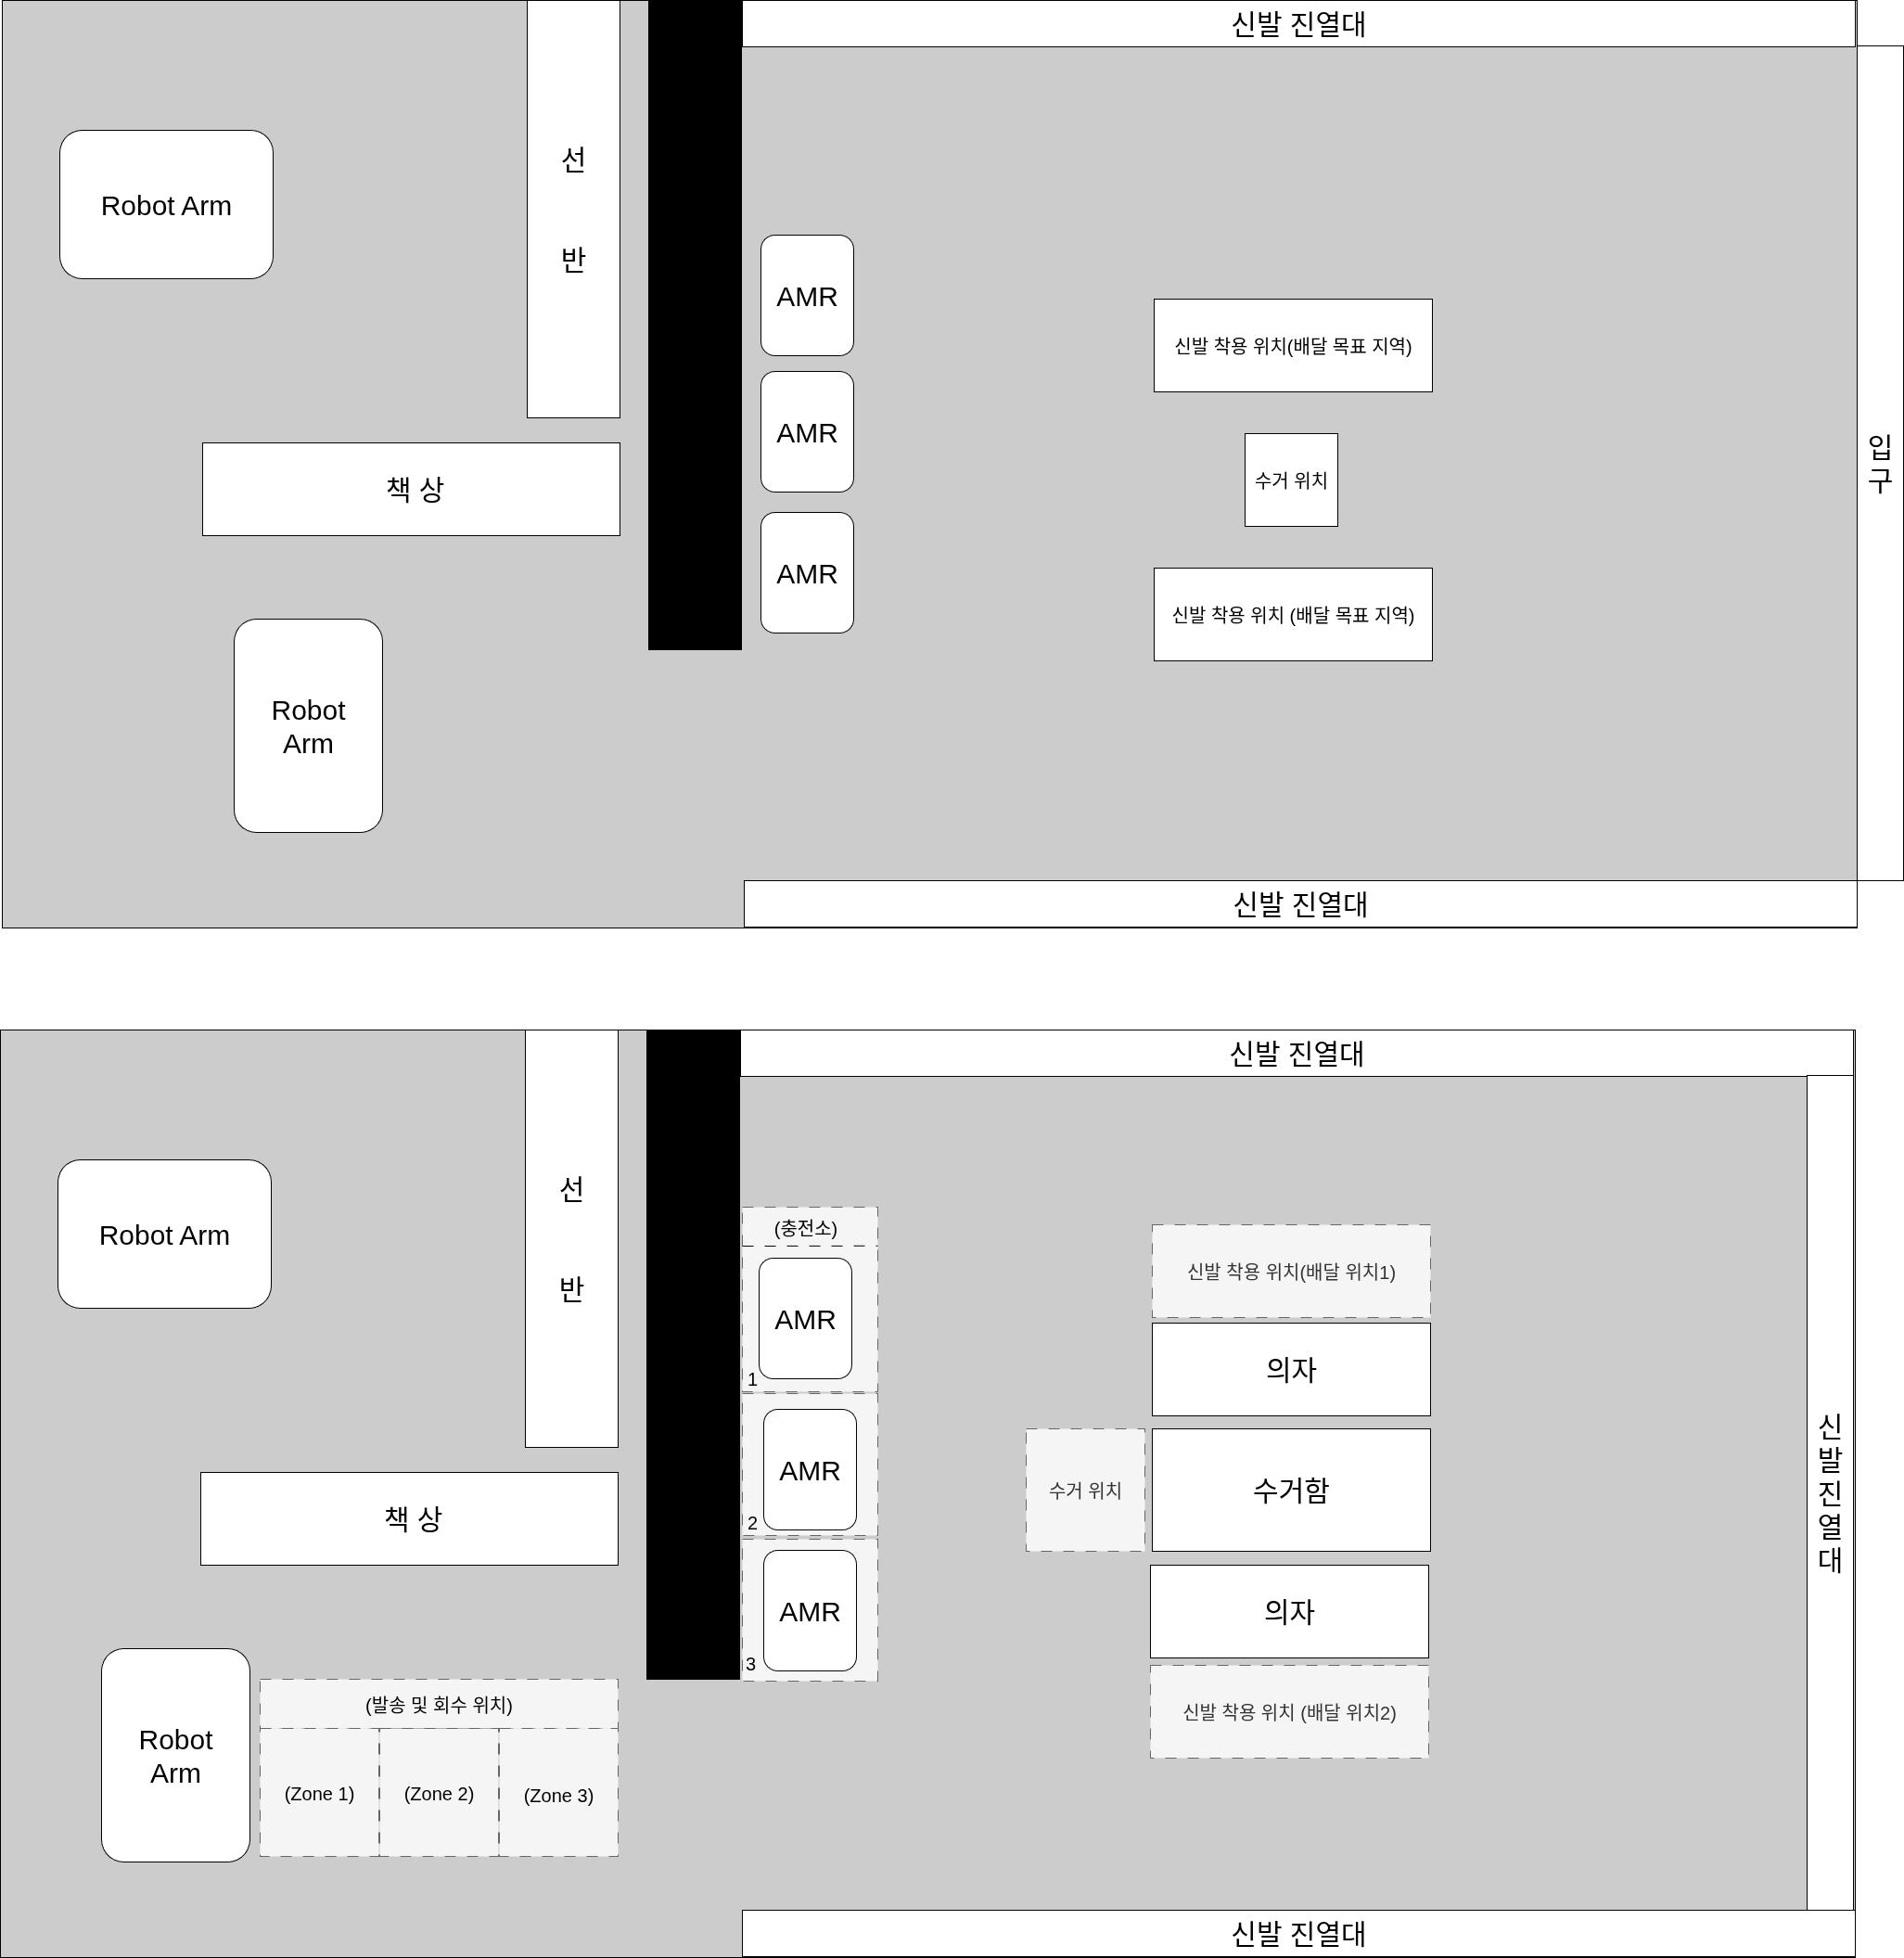 신발 진열대
선
반
Robot Arm
AMR
신발 착용 위치(배달 목표 지역)
AMR
입
구
수거 위치
책 상
AMR
신발 착용 위치 (배달 목표 지역)
Robot
Arm
신발 진열대
신발 진열대
선
반
Robot Arm
(충전소)
신발 착용 위치(배달 위치1)
AMR
1
의자
신
발
진
열
대
AMR
2
수거 위치
수거함
책 상
AMR
3
의자
(발송 및 회수 위치)
신발 착용 위치 (배달 위치2)
Robot
Arm
(Zone 1)
(Zone 2)
(Zone 3)
신발 진열대